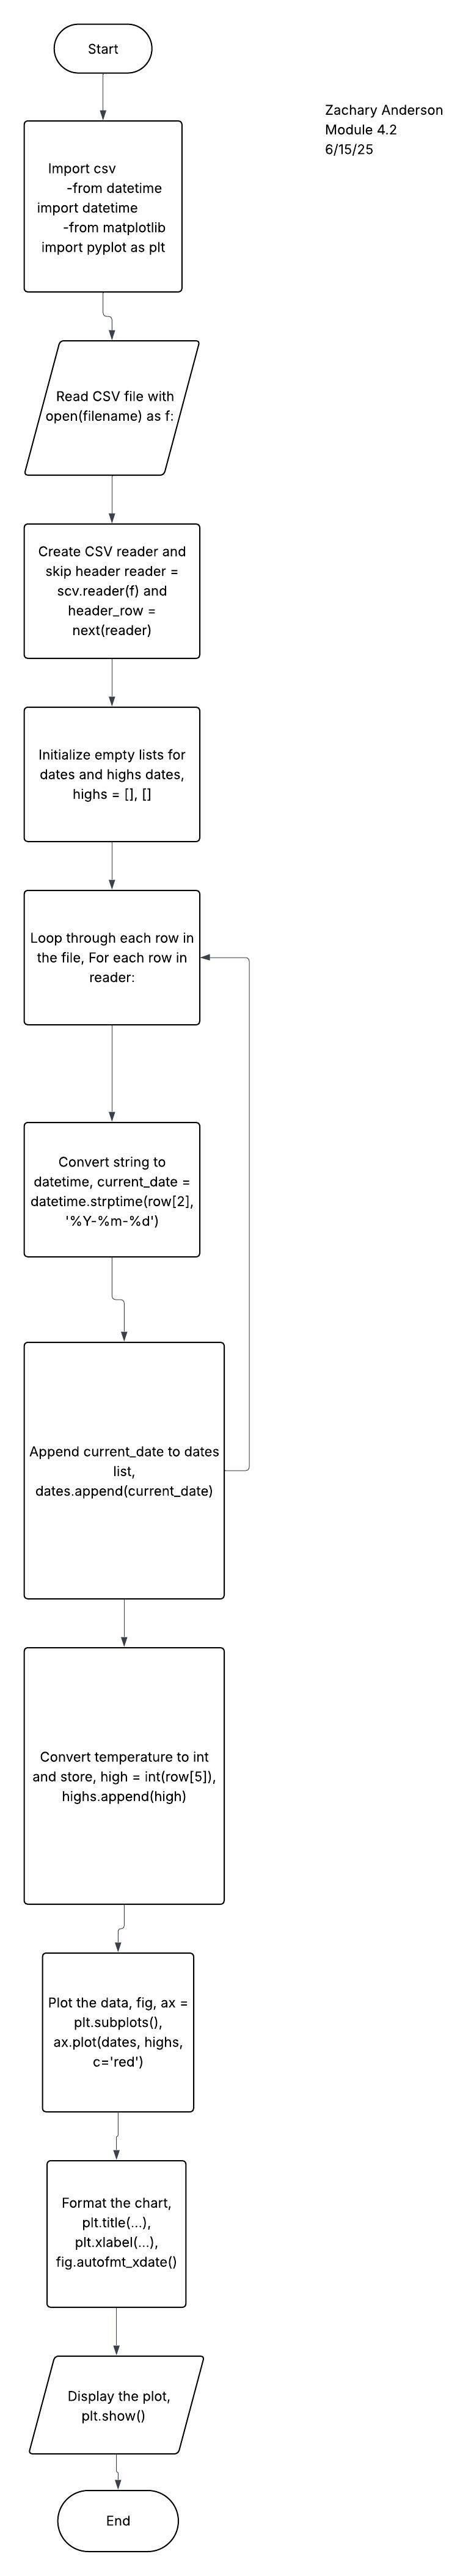 Start
Zachary Anderson
Module 4.2
6/15/25
Import csv
-from datetime
import datetime
-from matplotlib
import pyplot as plt
Read CSV file with
open(filename) as f:
Create CSV reader and
skip header reader =
scv.reader(f) and
header_row =
next(reader)
Initialize empty lists for
dates and highs dates,
highs = [], []
Loop through each row in
the file, For each row in
reader:
Convert string to
datetime, current_date =
datetime.strptime(row[2],
'%Y-%m-%d')
Append current_date to dates
list,
dates.append(current_date)
Convert temperature to int
and store, high = int(row[5]),
highs.append(high)
Plot the data, fig, ax =
plt.subplots(),
ax.plot(dates, highs,
c='red')
Format the chart,
plt.title(...),
plt.xlabel(...),
fig.autofmt_xdate()
Display the plot,
plt.show()
End